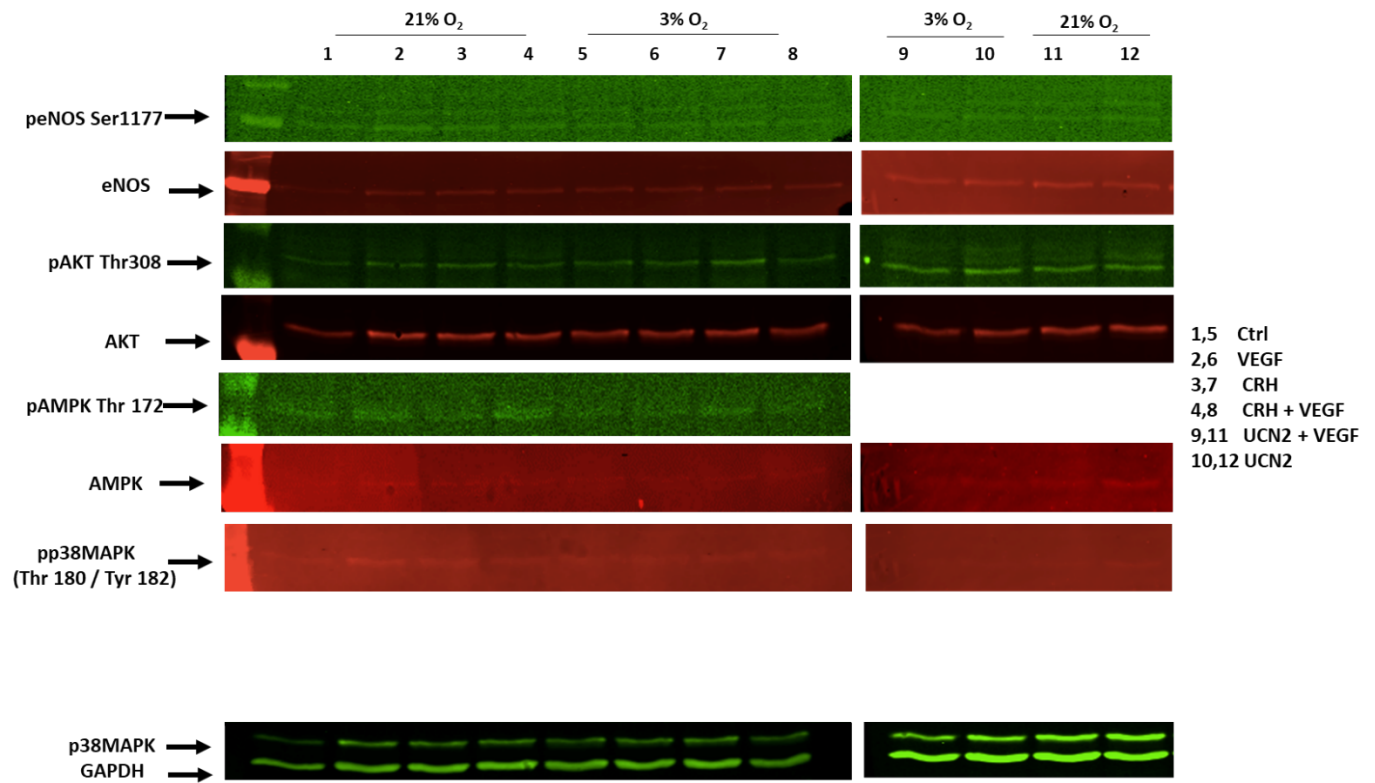 21% O₂ 3% O₂ 3% O₂ 21% O₂
1 2 3 4 5 6 7 8 9 10 11 12
peNOS Ser1177
eNOS
pAKT Thr308
AKT
pAMPK Thr 172
AMPK
pp38MAPK
(Thr 180 / Tyr 182)
p38MAPK
GAPDH
1,5 Ctrl
2,6 VEGF
3,7 CRH
4,8 CRH + VEGF
9,11 UCN2 + VEGF
10,12 UCN2